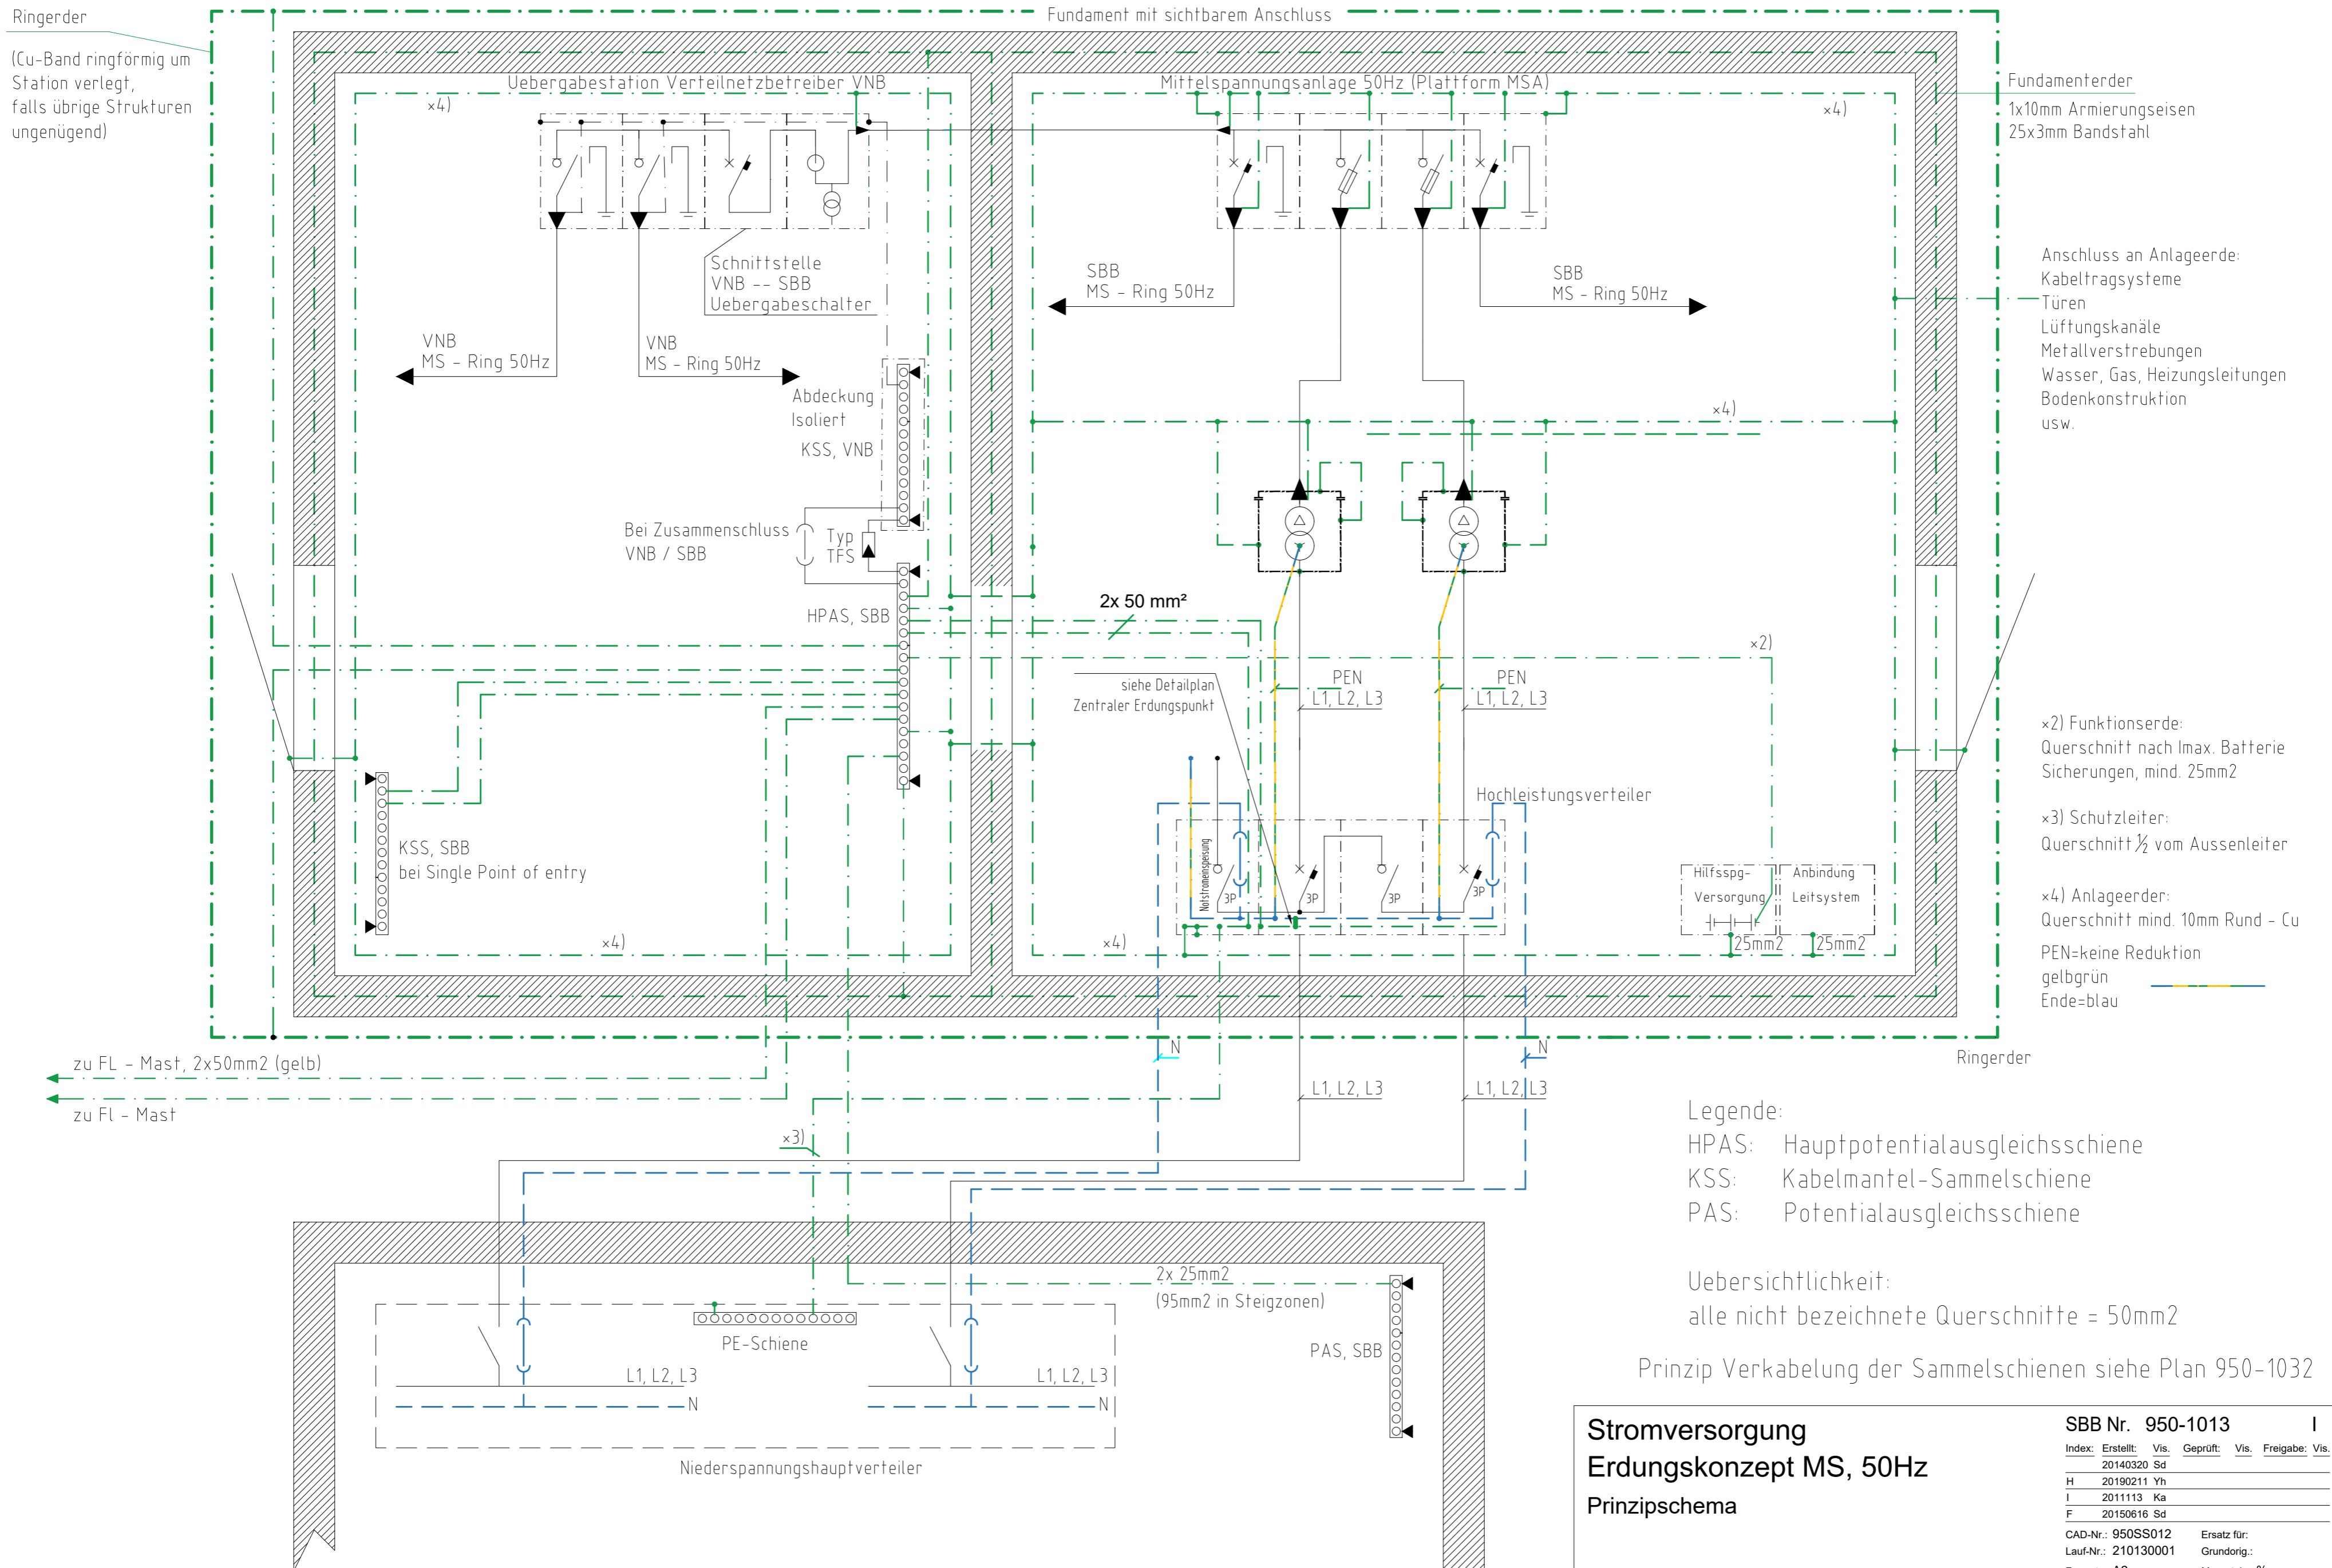 Ringerder
(Cu-Band ringförmig um
Station verlegt,
falls übrige Strukturen
ungenügend)
Fundament mit sichtbarem Anschluss
Uebergabestation Verteilnetzbetreiber VNB
Mittelspannungsanlage 50Hz (Plattform MSA)
Fundamenterder
1x10mm Armierungseisen
25x3mm Bandstahl
×4)
×4)
Schnittstelle
VNB -- SBB
Uebergabeschalter
SBB
MS - Ring 50Hz
SBB
MS - Ring 50Hz
Anschluss an Anlageerde:
Kabeltragsysteme
Türen
Lüftungskanäle
Metallverstrebungen
Wasser, Gas, Heizungsleitungen
Bodenkonstruktion
usw.
VNB
MS - Ring 50Hz
VNB
MS - Ring 50Hz
Abdeckung
Isoliert
KSS, VNB
×4)
Bei Zusammenschluss
VNB / SBB
Typ
TFS
HPAS, SBB
2x 50 mm²
×2)
siehe Detailplan
Zentraler Erdungspunkt
PEN
L1, L2, L3
PEN
L1, L2, L3
×2) Funktionserde:
Querschnitt nach Imax. Batterie
Sicherungen, mind. 25mm2
×3) Schutzleiter:
Querschnitt ½ vom Aussenleiter
×4) Anlageerder:
Querschnitt mind. 10mm Rund - Cu
PEN=keine Reduktion
gelbgrün
Ende=blau
Hochleistungsverteiler
Notstromeinspeisung
3P
3P
3P
3P
Hilfsspg-
Versorgung
Anbindung
Leitsystem
25mm2
25mm2
KSS, SBB
bei Single Point of entry
×4)
×4)
zu FL - Mast, 2x50mm2 (gelb)
zu Fl - Mast
N
N
L1, L2, L3
L1, L2, L3
Ringerder
×3)
Legende:
HPAS: Hauptpotentialausgleichsschiene
KSS: Kabelmantel-Sammelschiene
PAS: Potentialausgleichsschiene
Uebersichtlichkeit:
alle nicht bezeichnete Querschnitte = 50mm2
Prinzip Verkabelung der Sammelschienen siehe Plan 950-1032
2x 25mm2
(95mm2 in Steigzonen)
PE-Schiene
PAS, SBB
L1, L2, L3
N
L1, L2, L3
N
Niederspannungshauptverteiler
Stromversorgung
Erdungskonzept MS, 50Hz
Prinzipschema
SBB Nr. 950-1013 I
Index: Erstellt: Vis. Geprüft: Vis. Freigabe: Vis.
20140320 Sd
H 20190211 Yh
I 2011113 Ka
F 20150616 Sd
CAD-Nr.: 950SS012 Ersatz für:
Lauf-Nr.: 210130001 Grundorig.: